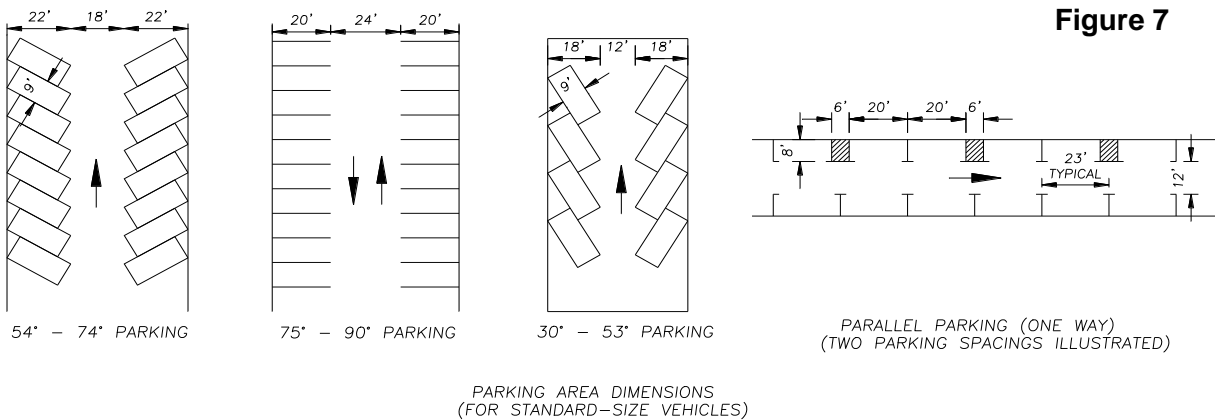 Figure 7
22' 18' 22'
9'
54° – 74° PARKING
20' 24' 20'
75° – 90° PARKING
18' 12' 18'
9'
30° – 53° PARKING
6' 20' 20' 6'
8'
23'
TYPICAL
12'
PARALLEL PARKING (ONE WAY)
(TWO PARKING SPACINGS ILLUSTRATED)
PARKING AREA DIMENSIONS
(FOR STANDARD–SIZE VEHICLES)